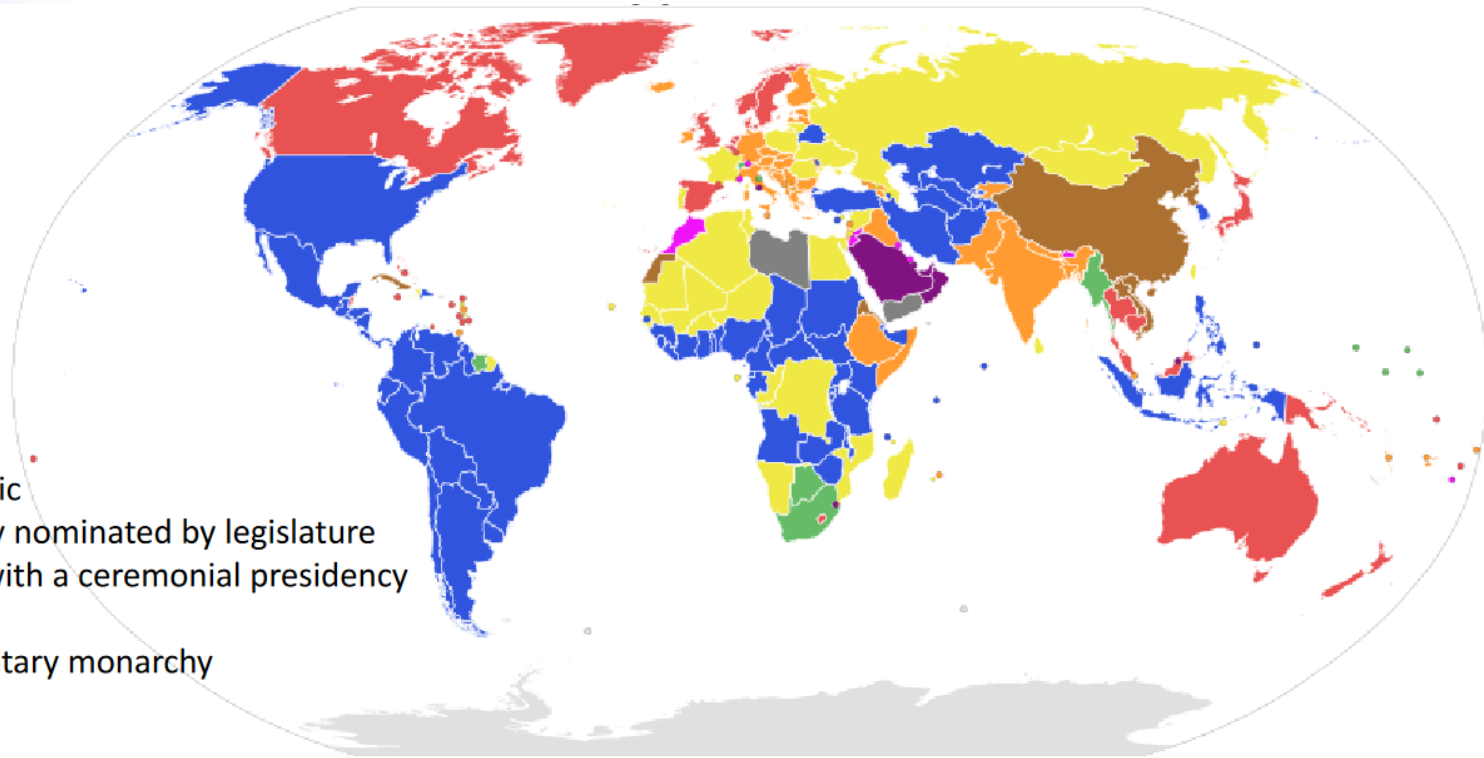 ic
y nominated by legislature
with a ceremonial presidency
tary monarchy